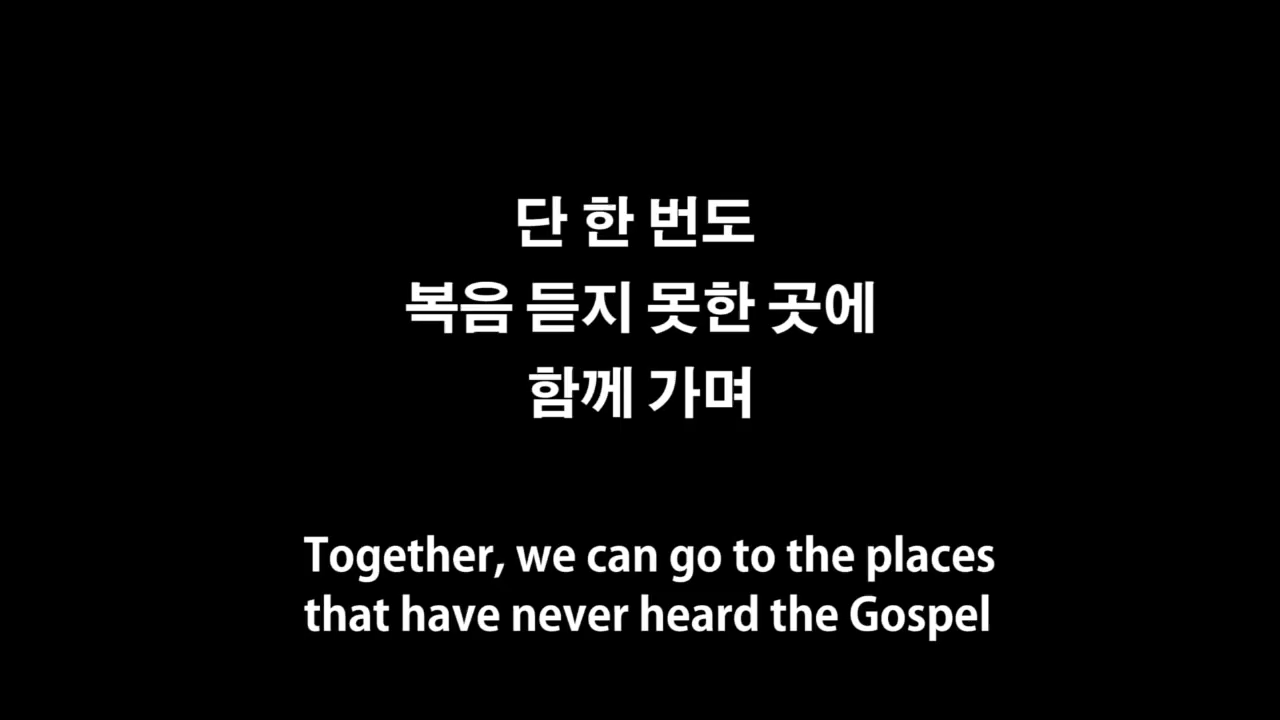 단 한 번도
복음 듣지 못한 곳에
함께 가며
Together, we can go to the places
that have never heard the Gospel